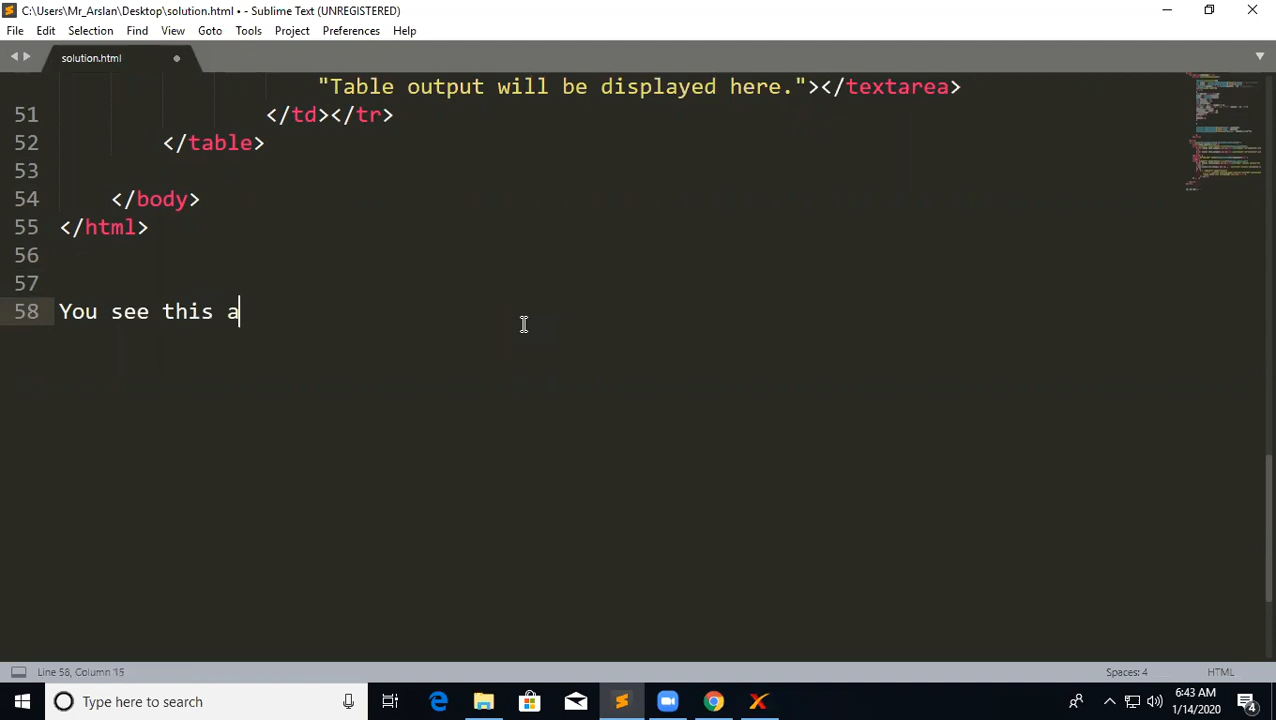 C:\Users\Mr_Arslan\Desktop\solution.html • - Sublime Text (UNREGISTERED)
File Edit Selection Find View Goto Tools Project Preferences Help
solution.html
"Table output will be displayed here."></textarea>
51 </td></tr>
52 </table>
53
54 </body>
55 </html>
56
57
58 You see this a
Line 58, Column 15 Spaces: 4 HTML
Type here to search 6:43 AM
1/14/2020 4